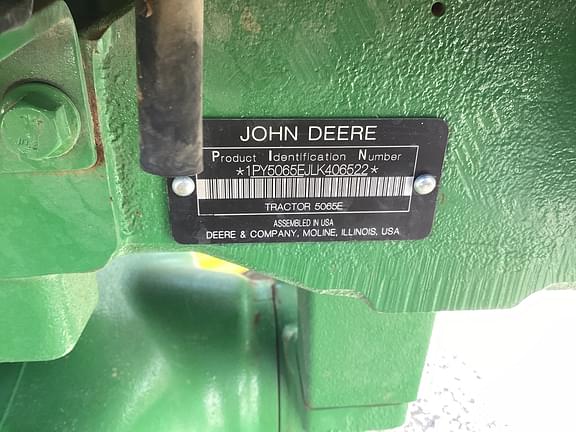 JOHN DEERE
Product Identification Number
*1PY5065EJLK406522*
TRACTOR 5065E
ASSEMBLED IN USA
DEERE & COMPANY, MOLINE, ILLINOIS, USA